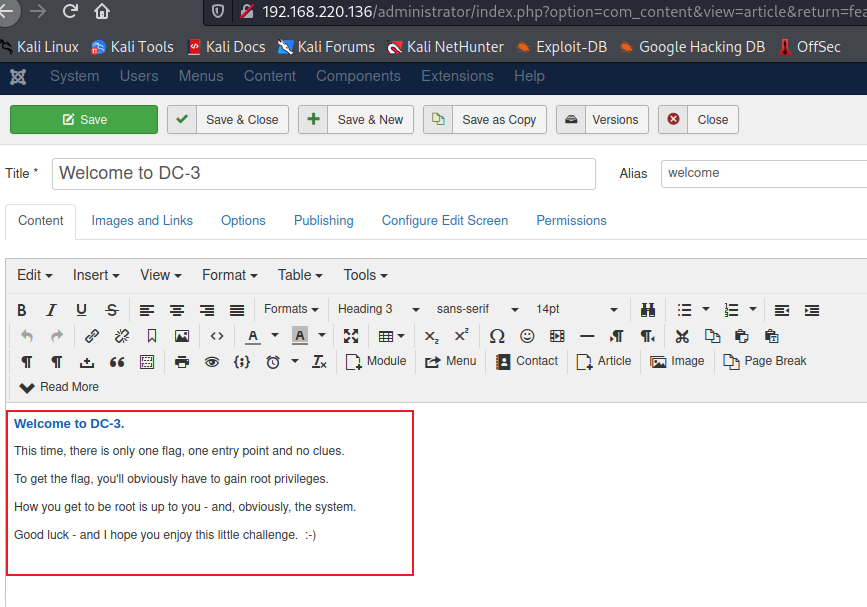 192.168.220.136/administrator/index.php?option=com_content&view=article&return=fea
Kali Linux Kali Tools Kali Docs Kali Forums Kali NetHunter Exploit-DB Google Hacking DB OffSec
System Users Menus Content Components Extensions Help
Save Save & Close Save & New Save as Copy Versions Close
Title * Welcome to DC-3 Alias welcome
Content Images and Links Options Publishing Configure Edit Screen Permissions
Edit Insert View Format Table Tools
B I U S Formats Heading 3 sans-serif 14pt
A A X₂ X² Ω
Module Menu Contact Article Image Page Break
Read More
Welcome to DC-3.
This time, there is only one flag, one entry point and no clues.
To get the flag, you'll obviously have to gain root privileges.
How you get to be root is up to you - and, obviously, the system.
Good luck - and I hope you enjoy this little challenge.  :-)